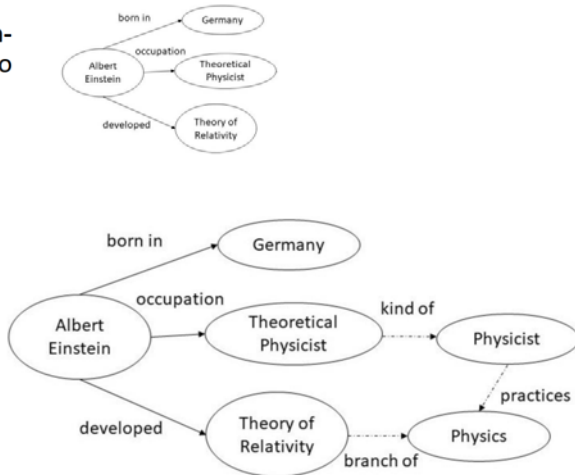 n-
o
born in
Germany
occupation
Albert
Einstein
Theoretical
Physicist
developed
Theory of
Relativity
born in
Germany
occupation
Albert
Einstein
Theoretical
Physicist
kind of
Physicist
practices
developed
Theory of
Relativity
branch of
Physics